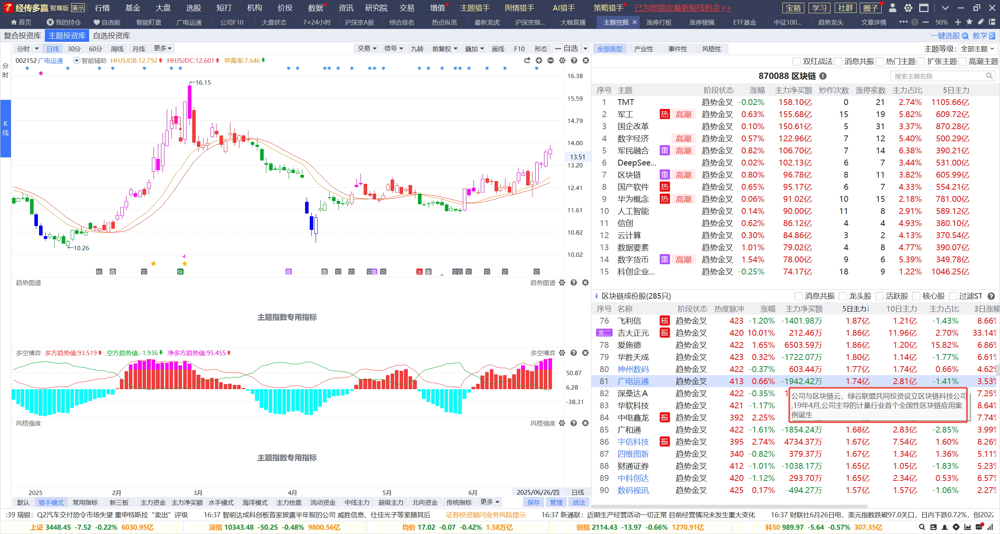 经传多赢 智尊版 演示 行情 基金 大盘 选股 短打 机构 价投 数据 资讯 研究院 交易 增值 主题猎手 舆情猎手 AI猎手 策略猎手 已为您锁定最新短线机会>> 宝箱 学习 社群 圈子
首页 我的持仓 自选股 智能盯盘 广电运通 公司F10 大盘状态 7×24小时 沪深京A股 综合排名 热点纵览 最新龙虎 沪深京指... 大咖直播 主题挖掘 涨停打板 涨停棱镜 ETF基金 中证100... 趋势龙头 文章详情 90%
复合投资库 主题投资库 自选投资库 一键选股 教学
分时 日线 30分 60分 周线 月线 更多 交易 信号 九转 前复权 叠加 画线 F10 形态 自选
全部类型 产业性 事件性 风格性 主题等级: 全部主题
002152 广电运通 智能辅助 HHJSJDB:12.792 HHJSJDC:12.601 乖离率:7.646
双红战法 消息共振 热门主题 扩张主题 高潮主题
分时
K线
870088 区块链 搜索主题名称
16.38
15.59
14.79
14.00
13.51
13.20
12.41
11.61
10.82
10.02
←16.15
←10.26
经 叠 它 快 叠 叠 它 它 它 叠 它 派 募 它 它 它 它 它 它
序号 主题 阶段状态 涨幅 主力净买额 炒作次数 涨停家数 主力占比 5日主力
1 TMT 趋势金叉 -0.02% 158.10亿 0 21 2.74% 1105.66亿
2 军工 热 高潮 趋势金叉 0.63% 155.68亿 15 19 5.82% 609.72亿
3 国企改革 趋势金叉 0.10% 150.61亿 5 31 3.37% 870.28亿
4 数字经济 高潮 趋势金叉 0.57% 122.96亿 7 12 5.40% 500.29亿
5 军民融合 重 高潮 趋势金叉 0.82% 106.70亿 7 14 6.38% 390.21亿
6 DeepSee... 趋势金叉 0.02% 102.13亿 6 7 3.44% 531.00亿
7 区块链 重 高潮 趋势金叉 0.80% 96.78亿 8 11 3.82% 605.99亿
8 国产软件 热 趋势金叉 0.65% 95.17亿 6 7 4.33% 554.21亿
9 华为概念 热 高潮 趋势金叉 0.06% 91.02亿 10 15 2.18% 781.00亿
10 人工智能 趋势金叉 0.14% 90.00亿 11 8 2.91% 589.12亿
11 信创 趋势金叉 0.62% 86.12亿 4 4 4.93% 380.10亿
12 云计算 趋势金叉 0.30% 84.86亿 3 2 4.13% 370.54亿
13 数据要素 趋势金叉 1.01% 79.02亿 4 8 4.77% 390.07亿
14 数字货币 重 高潮 趋势金叉 1.54% 78.00亿 9 6 5.39% 349.78亿
15 科创企业... 趋势金叉 -0.25% 74.17亿 18 9 1.22% 1046.25亿
趋势图谱 趋势图谱
主题指数专用指标
多空博弈 多方趋势值:93.519 空方趋势值:-1.936 净多方趋势值:95.455 多空博弈
50.87
6.28
-38.31
风格强度 风格强度
主题指数专用指标
区块链成份股(285只) 消息共振 龙头股 活跃股 核心股 过滤ST
序号 名称 阶段状态 热度脉冲 涨幅 主力净买额 5日主力↓ 10日主力 主力占比 3日涨幅
76 飞利信 核 趋势金叉 423 -1.20% -1401.98万 1.87亿 1.21亿 -1.43% 8.66%
龙二 吉大正元 振 趋势金叉 420 10.01% 212.46万 1.86亿 11.96亿 2.70% 33.14%
78 爱施德 趋势金叉 422 1.65% 6503.59万 1.86亿 1.20亿 15.82% 6.86%
79 华胜天成 趋势金叉 423 0.32% -1722.07万 1.80亿 1.14亿 -1.77% 6.61%
80 神州数码 趋势金叉 422 -0.37% 603.44万 1.77亿 1.74亿 0.66% 4.62%
81 广电运通 趋势金叉 413 0.66% -1942.42万 1.74亿 2.81亿 -1.41% 3.53%
82 深桑达A 趋势金叉 422 -0.35% 1 7.25%
83 华软科技 趋势金叉 421 -1.17% 8.64%
84 中电鑫龙 振 趋势金叉 392 2.25% 7.74%
公司与区块链云、绿谷联盟共同投资设立区块链科技公司
,19年4月,公司主导的计量行业首个全国性区块链应用案
例诞生
85 广和通 趋势金叉 422 -1.61% -1854.24万 1.68亿 2.83亿 -2.85% 3.99%
86 宇信科技 振 趋势金叉 395 2.74% 4734.37万 1.67亿 7.54亿 1.60% 8.26%
87 四维图新 趋势金叉 340 -0.82% 379.37万 1.67亿 1.34亿 1.36% 5.11%
88 财通证券 趋势金叉 412 -1.01% -1038.17万 1.65亿 1.05亿 -1.83% 5.23%
89 中科创达 趋势金叉 420 -1.12% 293.70万 1.65亿 2.34亿 0.53% 6.57%
90 数码视讯 趋势金叉 425 0.17% -494.27万 1.57亿 1.57亿 -1.06% 2.27%
2025 2月 3月 4月 5月 6月 2025/06/26/四 日线
默认 猎手模式 常用指标 新三板 主力资金 主力净买额 水手模式 海洋模式 主力控盘 流动资金 中线主力 超级主力 北向资金 传统指标 更多 保存 管理 战法
:39 瑞银：Q2汽车交付恐令市场失望 重申特斯拉“卖出”评级 16:37 智明达成科创板首家披露半年报的公司 威胜信息、仕佳光子等紧随其后 证券投资顾问业务风险提示 16:37 新通联：近期生产经营活动一切正常 目前经营情况未发生重大变化 16:37 财联社6月26日电，美元指数跌破97.0关口，日内下跌0.72%，创2022
上证 3448.45 -7.52 -0.22% 6030.95亿 深指 10343.48 -50.25 -0.48% 9800.56亿 均价 17.02 -0.07 -0.42% 1.58万亿 创指 2114.43 -13.97 -0.66% 1270.91亿 科50 989.97 -5.64 -0.57% 307.35亿